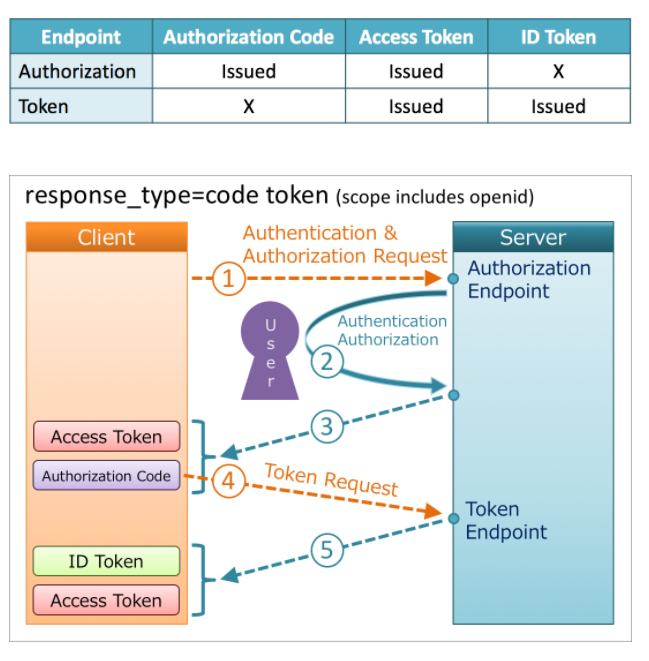 Endpoint Authorization Code Access Token ID Token
Authorization Issued Issued X
Token X Issued Issued
response_type=code token (scope includes openid)
Client
Authentication &
Authorization Request
Server
1
Authorization
Endpoint
User
Authentication
Authorization
2
3
Access Token
Authorization Code
4
Token Request
Token
Endpoint
5
ID Token
Access Token